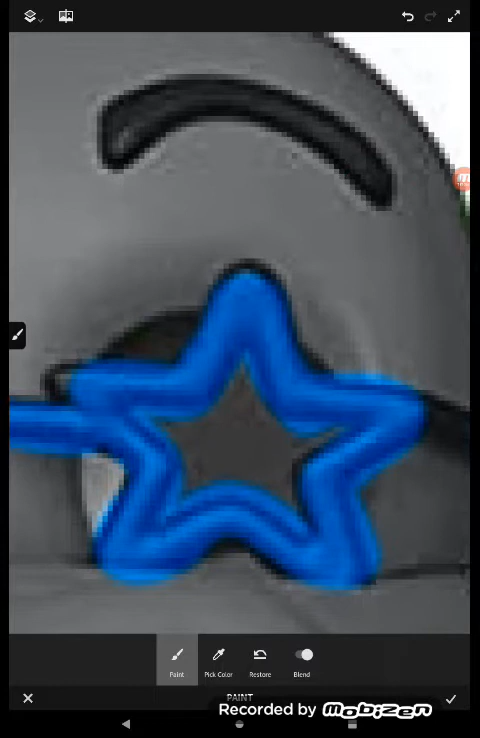 Paint
Pick Color
Restore
Blend
PAINT
Recorded by mobizen